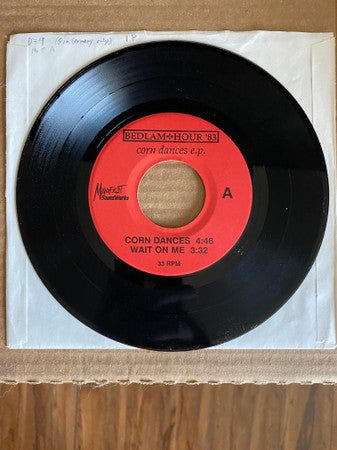 BEDLAM HOUR '83
corn dances e.p.
MANIFEST
SoundWorks
A
CORN DANCES 4:46
WAIT ON ME 3:32
33 RPM